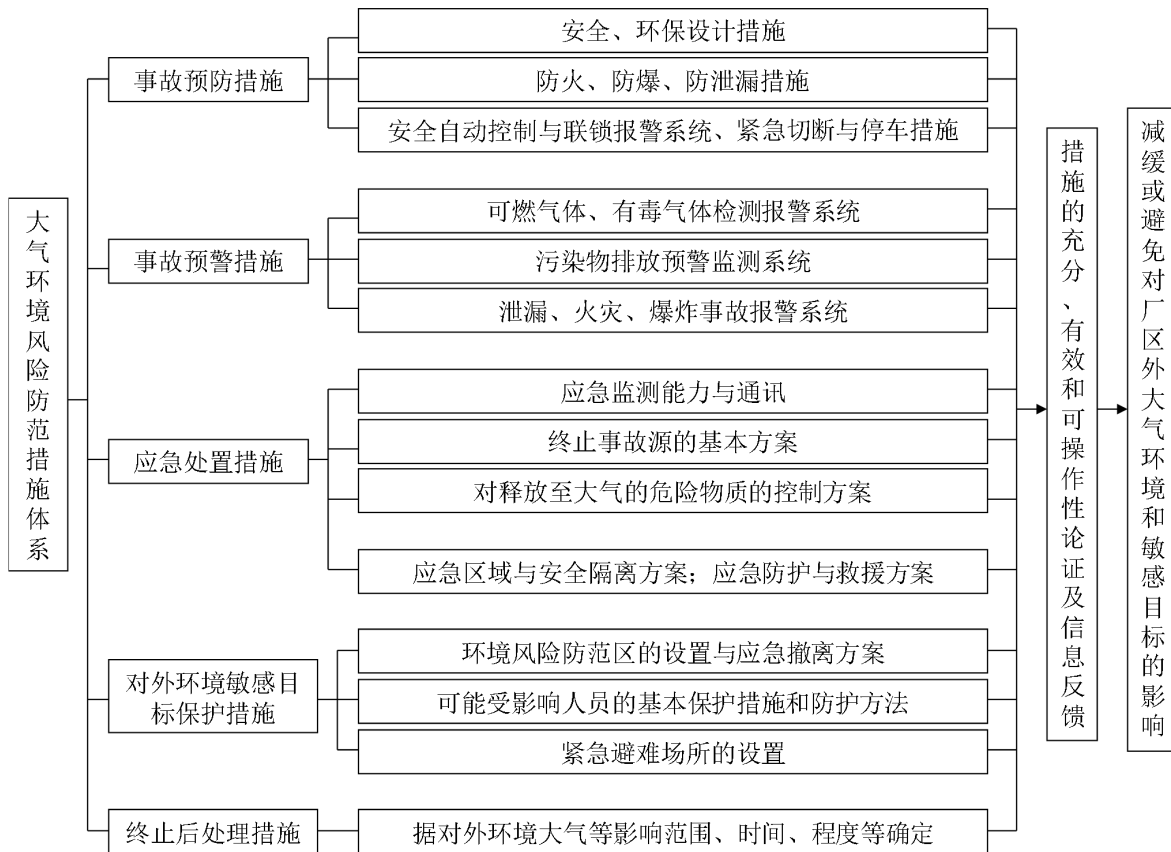 大气环境风险防范措施体系
事故预防措施
安全、环保设计措施
防火、防爆、防泄漏措施
安全自动控制与联锁报警系统、紧急切断与停车措施
事故预警措施
可燃气体、有毒气体检测报警系统
污染物排放预警监测系统
泄漏、火灾、爆炸事故报警系统
应急处置措施
应急监测能力与通讯
终止事故源的基本方案
对释放至大气的危险物质的控制方案
应急区域与安全隔离方案；应急防护与救援方案
对外环境敏感目
标保护措施
环境风险防范区的设置与应急撤离方案
可能受影响人员的基本保护措施和防护方法
紧急避难场所的设置
终止后处理措施
据对外环境大气等影响范围、时间、程度等确定
措施的充分、有效和可操作性论证及信息反馈
减缓或避免对厂区外大气环境和敏感目标的影响